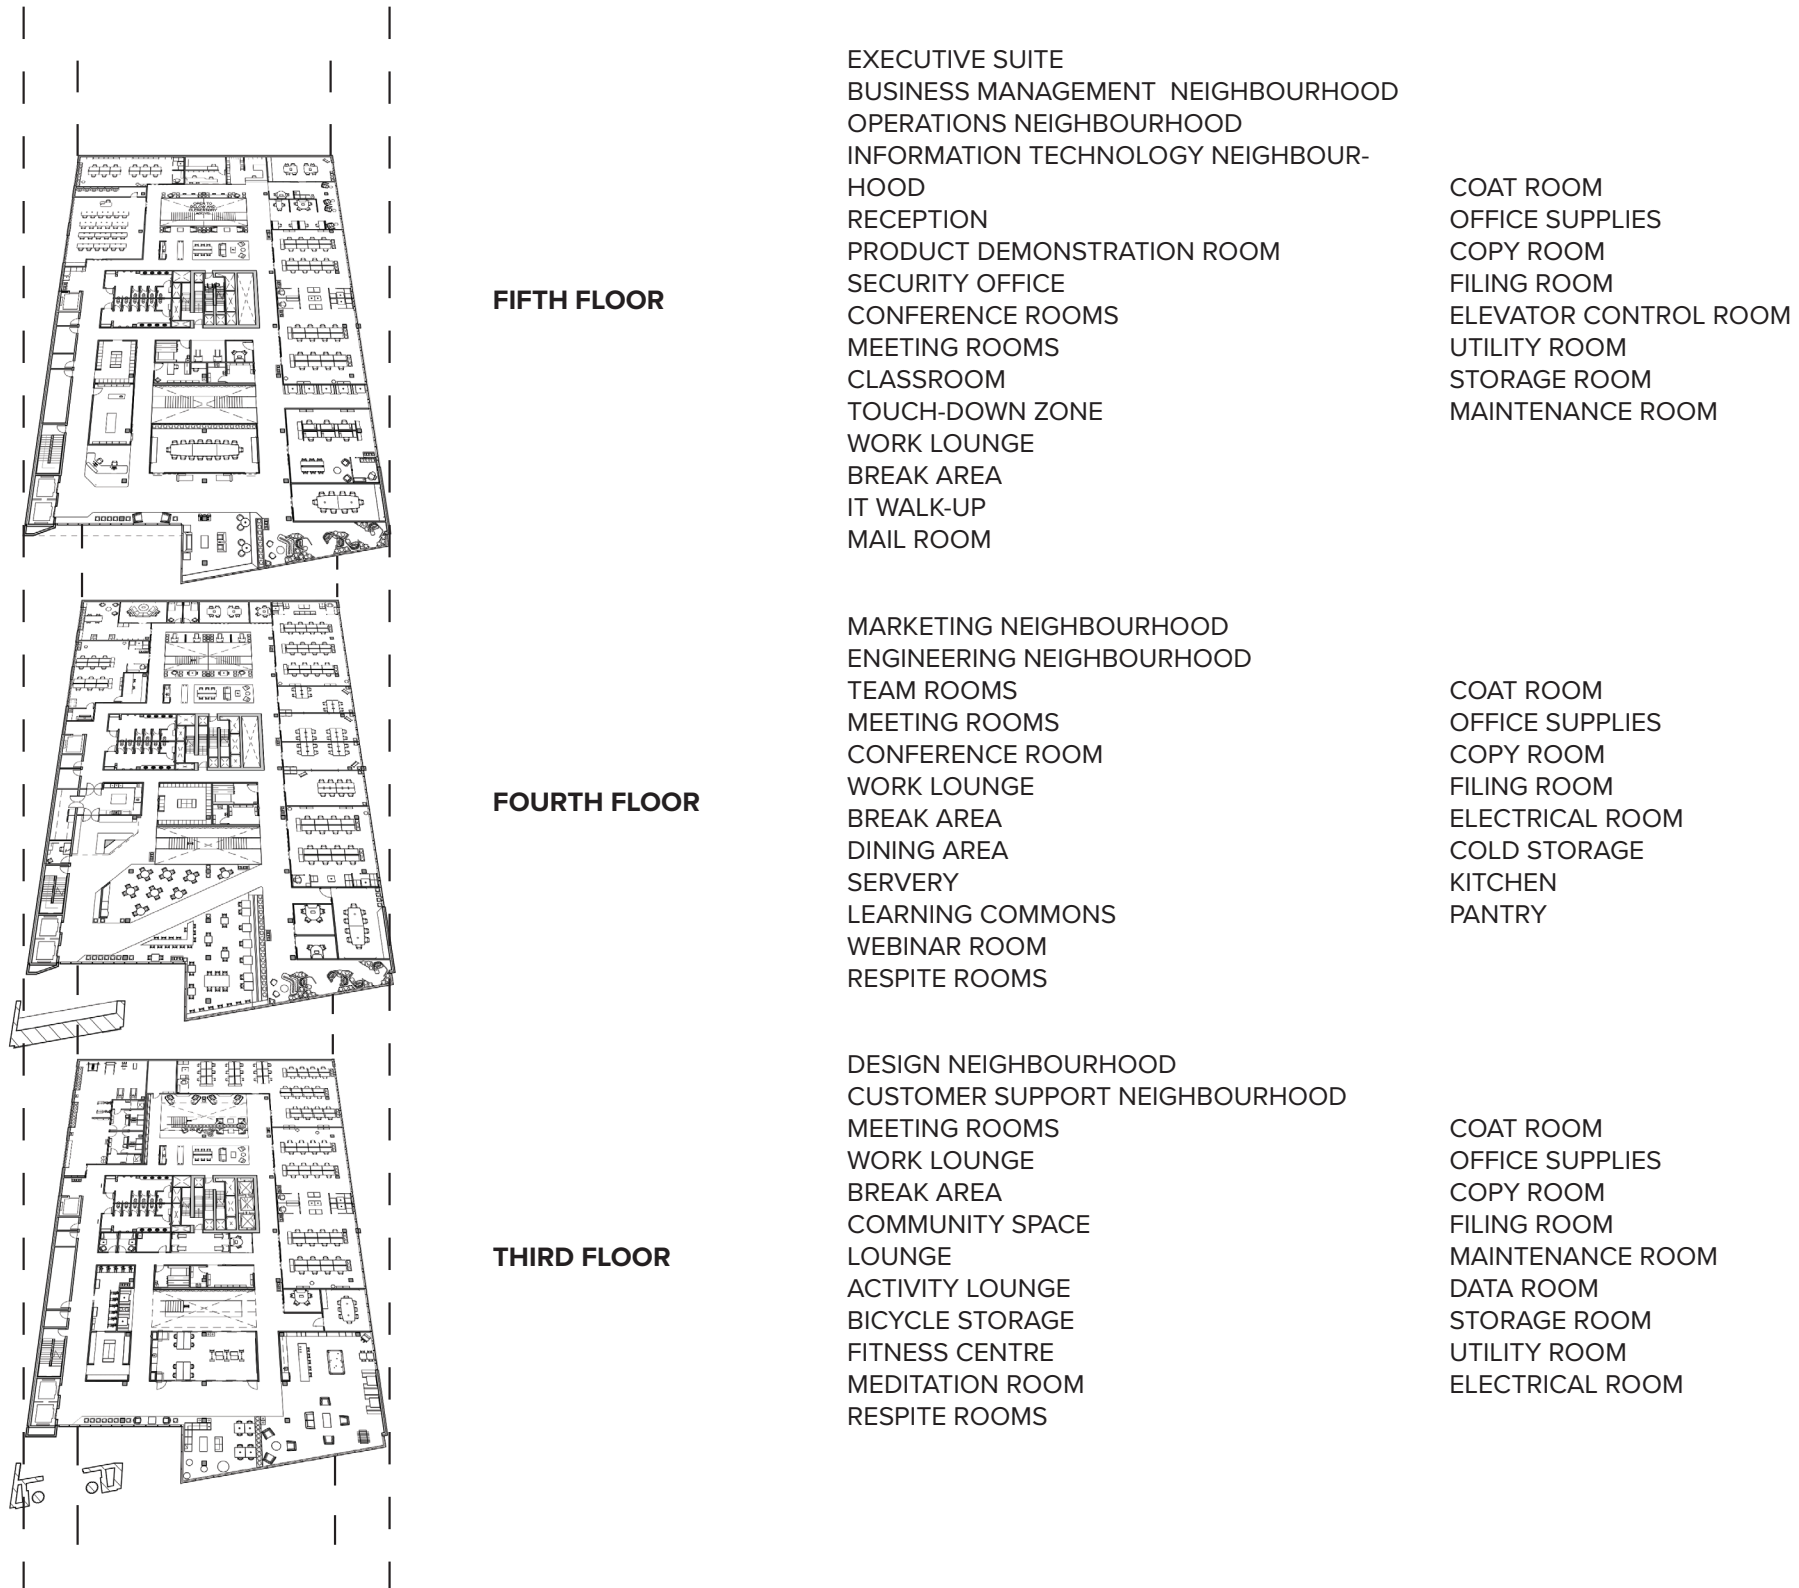 FIFTH FLOOR
EXECUTIVE SUITE
BUSINESS MANAGEMENT  NEIGHBOURHOOD
OPERATIONS NEIGHBOURHOOD
INFORMATION TECHNOLOGY NEIGHBOUR-
HOOD
RECEPTION
PRODUCT DEMONSTRATION ROOM
SECURITY OFFICE
CONFERENCE ROOMS
MEETING ROOMS
CLASSROOM
TOUCH-DOWN ZONE
WORK LOUNGE
BREAK AREA
IT WALK-UP
MAIL ROOM
COAT ROOM
OFFICE SUPPLIES
COPY ROOM
FILING ROOM
ELEVATOR CONTROL ROOM
UTILITY ROOM
STORAGE ROOM
MAINTENANCE ROOM
FOURTH FLOOR
MARKETING NEIGHBOURHOOD
ENGINEERING NEIGHBOURHOOD
TEAM ROOMS
MEETING ROOMS
CONFERENCE ROOM
WORK LOUNGE
BREAK AREA
DINING AREA
SERVERY
LEARNING COMMONS
WEBINAR ROOM
RESPITE ROOMS
COAT ROOM
OFFICE SUPPLIES
COPY ROOM
FILING ROOM
ELECTRICAL ROOM
COLD STORAGE
KITCHEN
PANTRY
THIRD FLOOR
DESIGN NEIGHBOURHOOD
CUSTOMER SUPPORT NEIGHBOURHOOD
MEETING ROOMS
WORK LOUNGE
BREAK AREA
COMMUNITY SPACE
LOUNGE
ACTIVITY LOUNGE
BICYCLE STORAGE
FITNESS CENTRE
MEDITATION ROOM
RESPITE ROOMS
COAT ROOM
OFFICE SUPPLIES
COPY ROOM
FILING ROOM
MAINTENANCE ROOM
DATA ROOM
STORAGE ROOM
UTILITY ROOM
ELECTRICAL ROOM